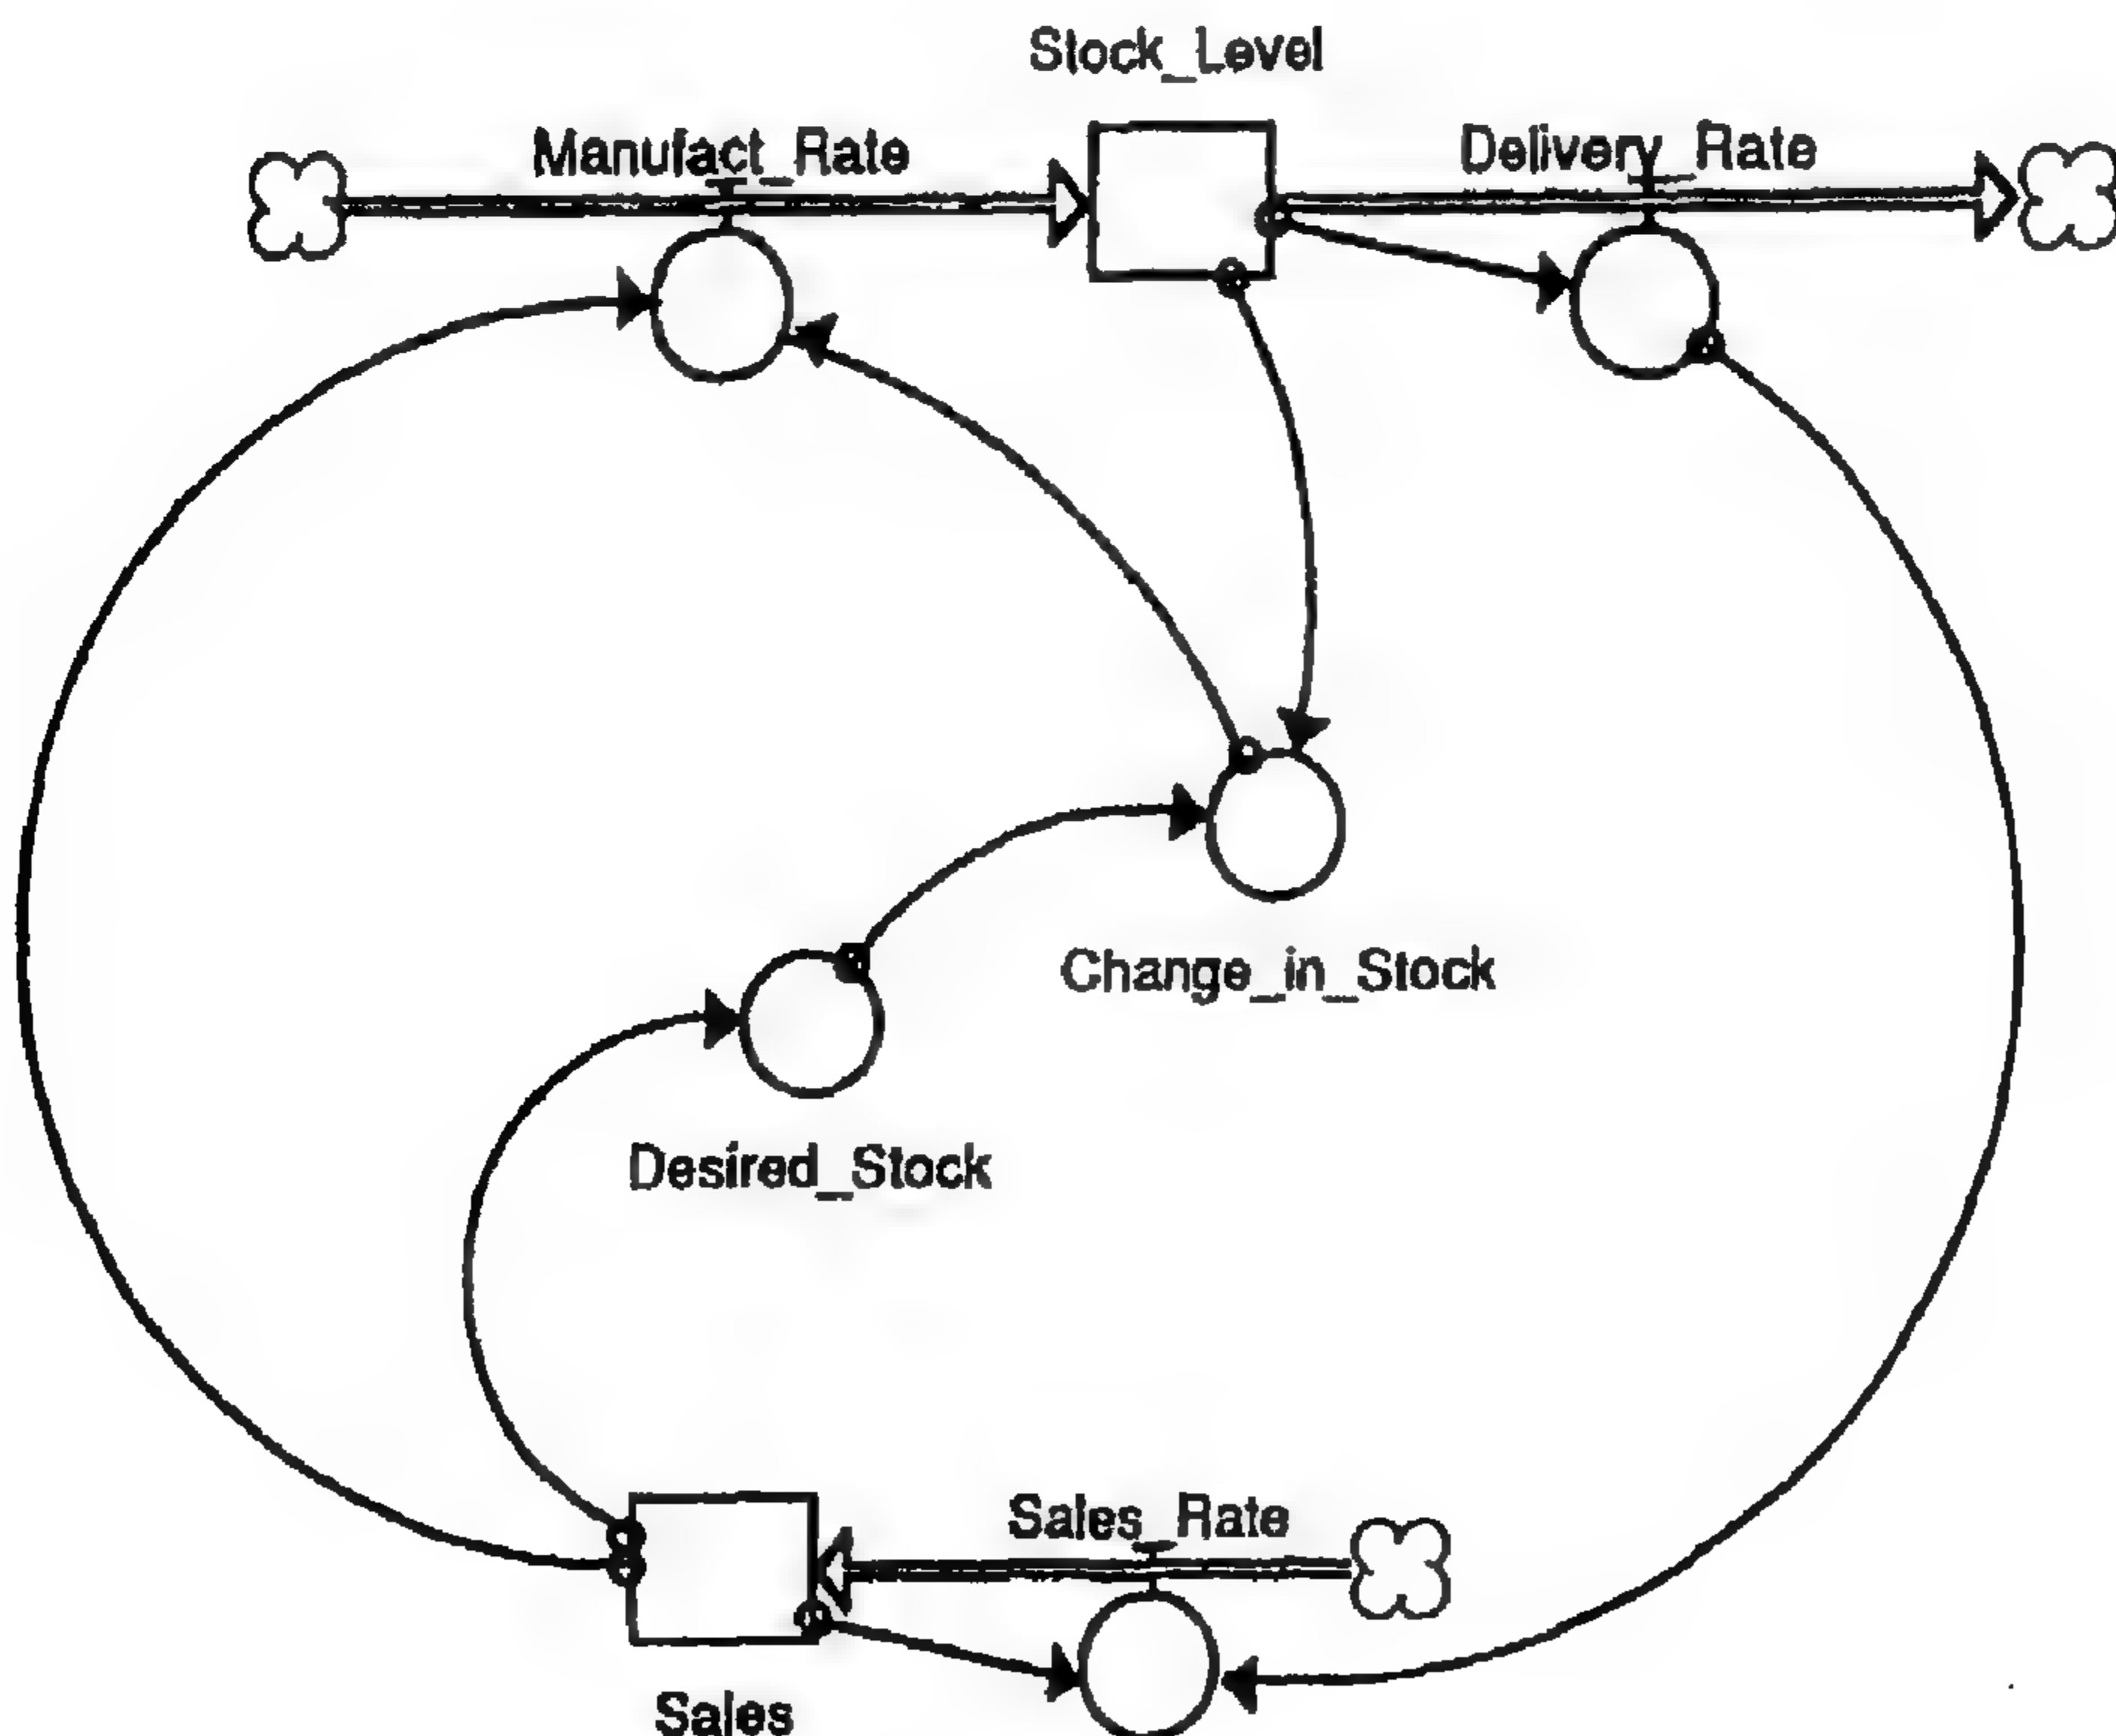 Stock_Level
Manufact_Rate
Delivery_Rate
Change_in_Stock
Desired_Stock
Sales_Rate
Sales